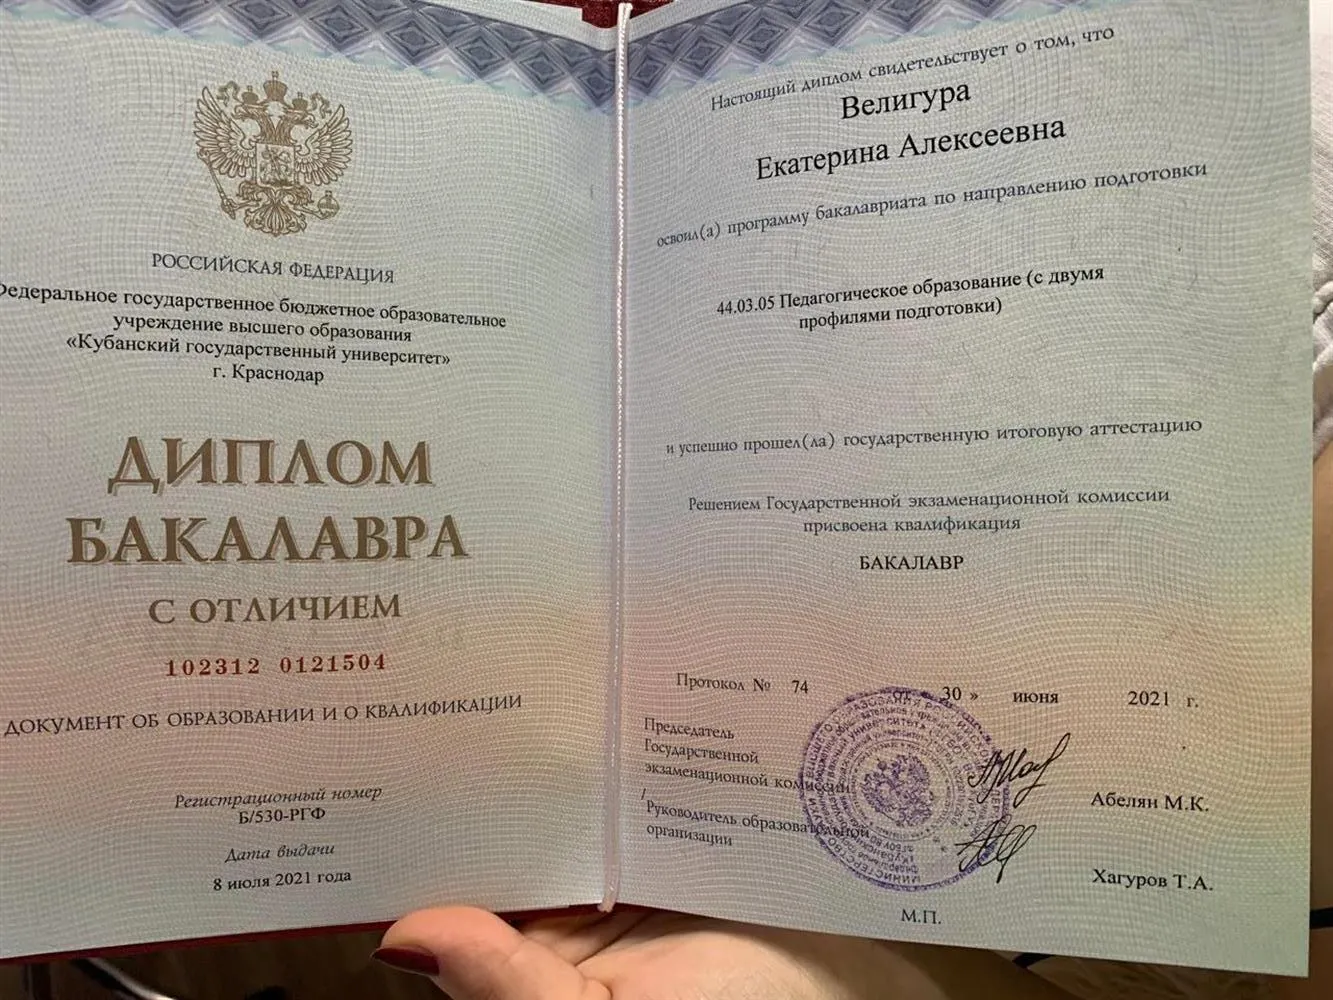 РОССИЙСКАЯ ФЕДЕРАЦИЯ
Федеральное государственное бюджетное образовательное
учреждение высшего образования
«Кубанский государственный университет»
г. Краснодар
ДИПЛОМ
БАКАЛАВРА
С ОТЛИЧИЕМ
102312 0121504
ДОКУМЕНТ ОБ ОБРАЗОВАНИИ И О КВАЛИФИКАЦИИ
Регистрационный номер
Б/530-РГФ
Дата выдачи
8 июля 2021 года
Настоящий диплом свидетельствует о том, что
Велигура
Екатерина Алексеевна
освоил(а) программу бакалавриата по направлению подготовки
44.03.05 Педагогическое образование (с двумя
профилями подготовки)
и успешно прошел(ла) государственную итоговую аттестацию
Решением Государственной экзаменационной комиссии
присвоена квалификация
БАКАЛАВР
Протокол № 74 от 30 » июня 2021 г.
Председатель
Государственной
экзаменационной комиссии
/
Абелян М.К.
Руководитель образовательной
организации
Хагуров Т.А.
М.П.